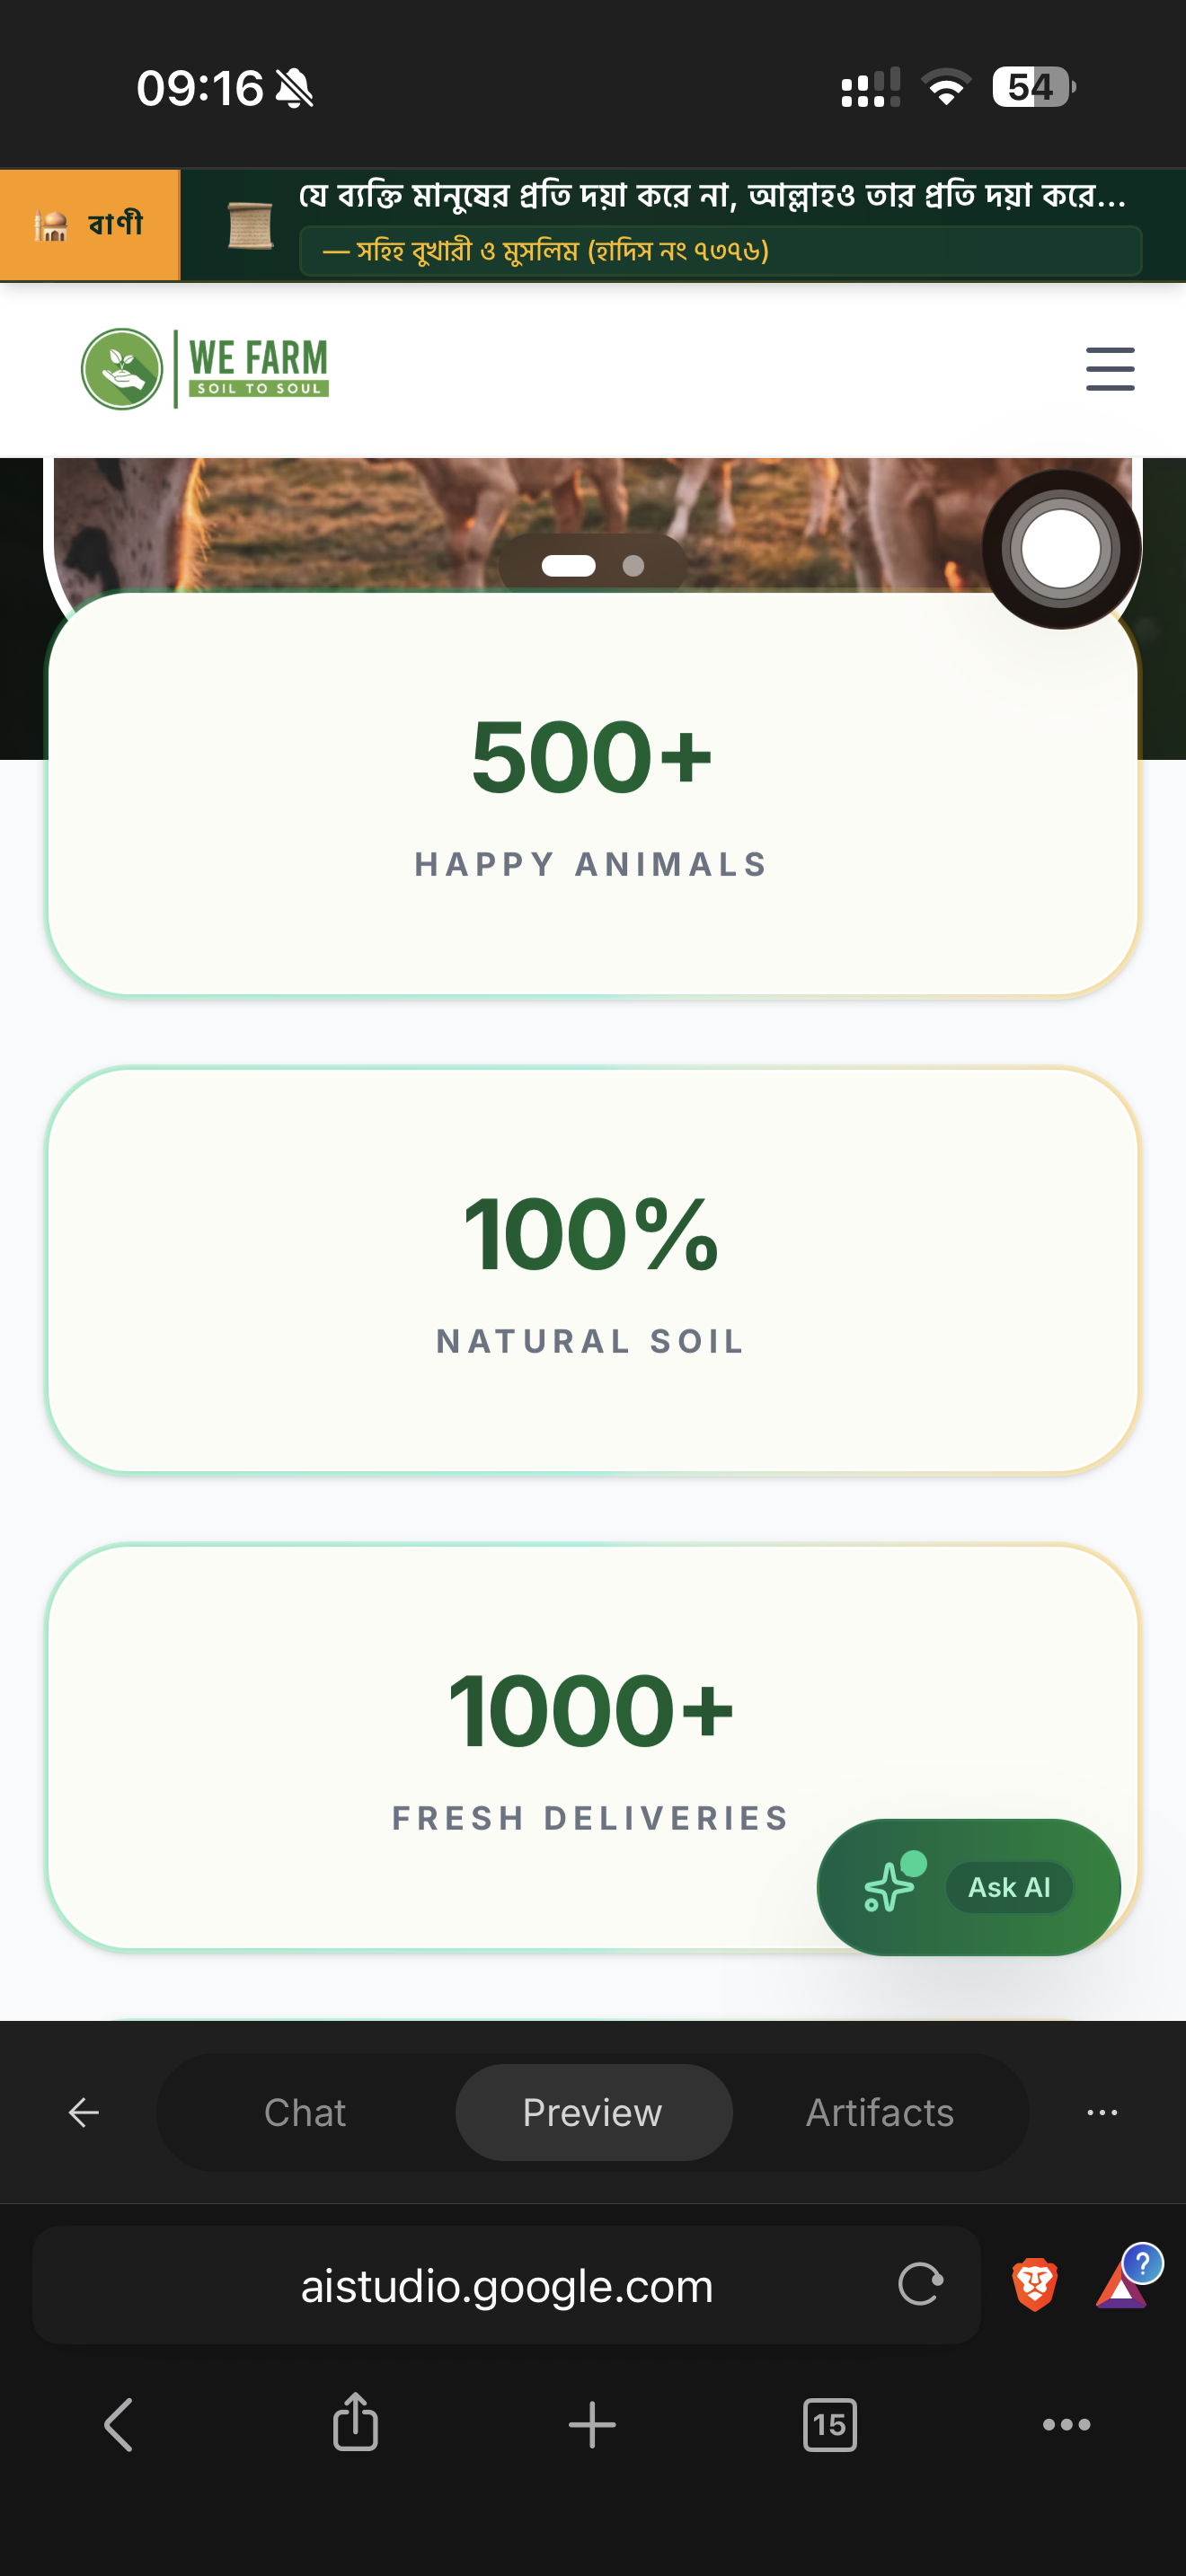 09:16
54
বাণী
যে ব্যক্তি মানুষের প্রতি দয়া করে না, আল্লাহও তার প্রতি দয়া করে...
— সহিহ বুখারী ও মুসলিম (হাদিস নং ৭৩৭৬)
WE FARM
SOIL TO SOUL
500+
HAPPY ANIMALS
100%
NATURAL SOIL
1000+
FRESH DELIVERIES
Ask AI
Chat
Preview
Artifacts
...
aistudio.google.com
?
15